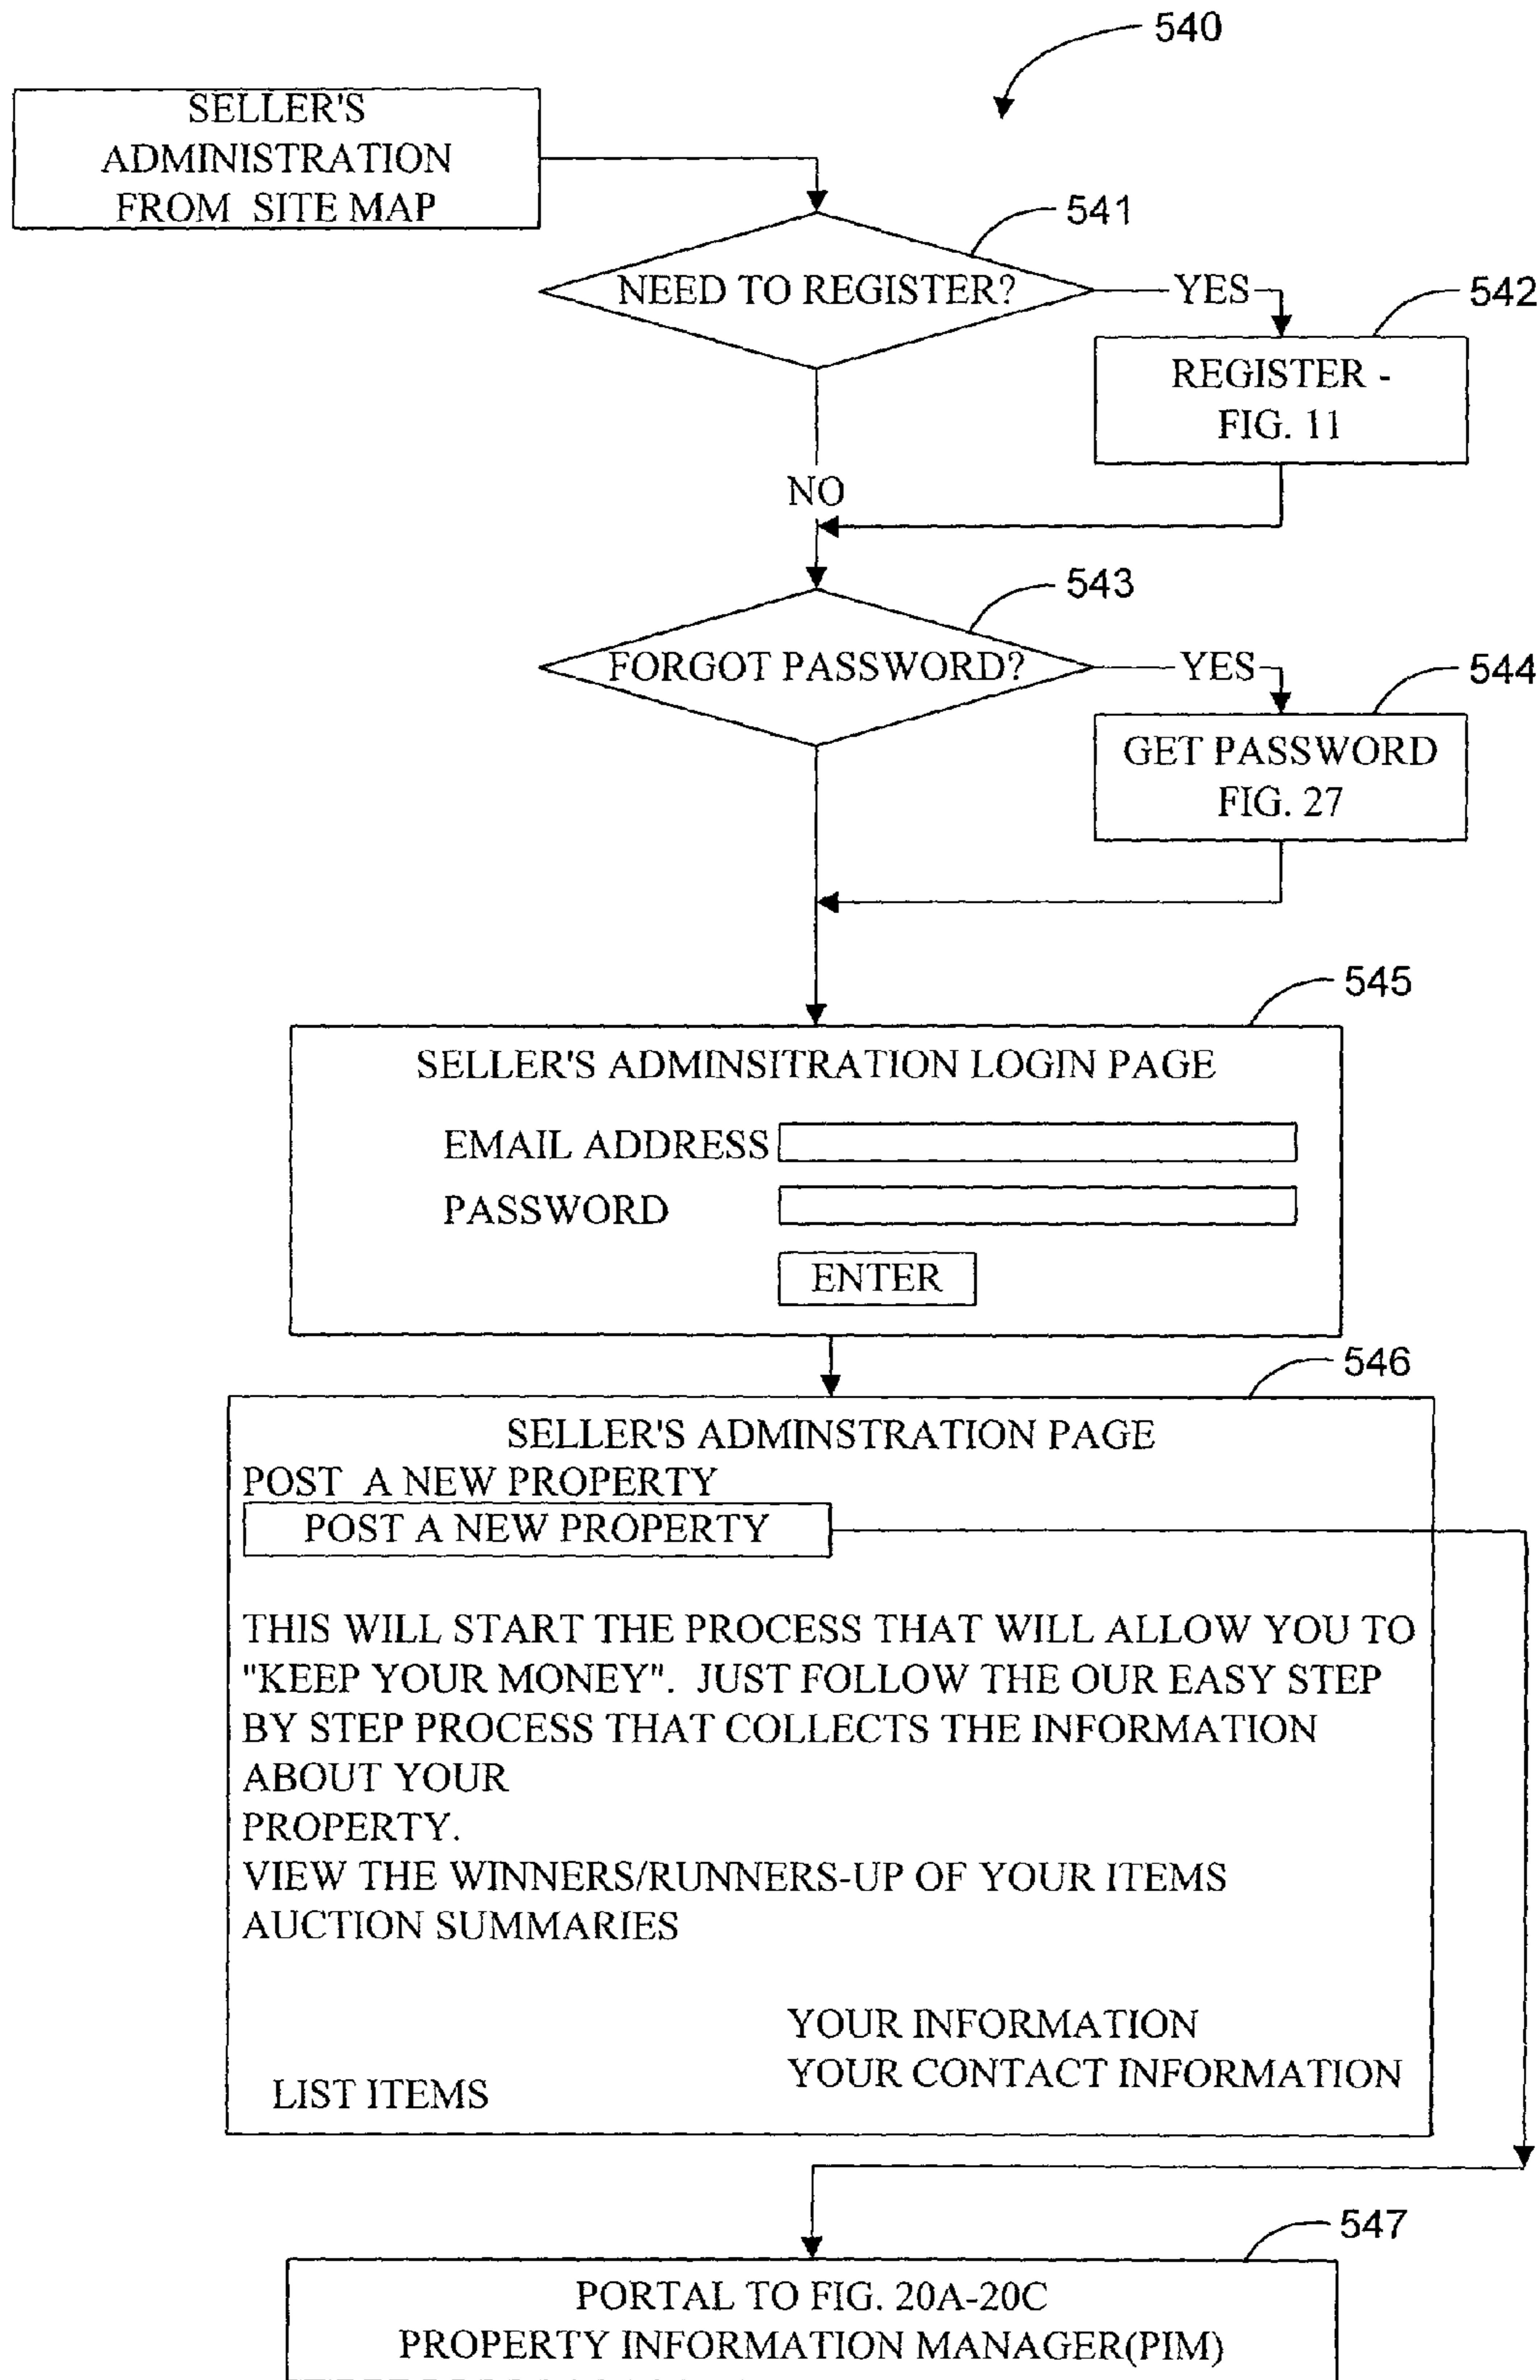 540
SELLER'S
ADMINISTRATION
FROM SITE MAP
541
NEED TO REGISTER?
YES
542
REGISTER -
FIG. 11
NO
543
FORGOT PASSWORD?
YES
544
GET PASSWORD
FIG. 27
545
SELLER'S ADMINSITRATION LOGIN PAGE
EMAIL ADDRESS
PASSWORD
ENTER
546
SELLER'S ADMINSTRATION PAGE
POST A NEW PROPERTY
POST A NEW PROPERTY
THIS WILL START THE PROCESS THAT WILL ALLOW YOU TO
"KEEP YOUR MONEY". JUST FOLLOW THE OUR EASY STEP
BY STEP PROCESS THAT COLLECTS THE INFORMATION
ABOUT YOUR
PROPERTY.
VIEW THE WINNERS/RUNNERS-UP OF YOUR ITEMS
AUCTION SUMMARIES
YOUR INFORMATION
YOUR CONTACT INFORMATION
LIST ITEMS
547
PORTAL TO FIG. 20A-20C
PROPERTY INFORMATION MANAGER(PIM)